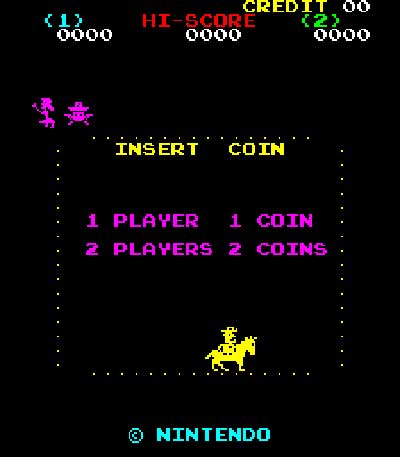 CREDIT 00
(1) HI-SCORE (2)
0000 0000 0000
INSERT COIN
1 PLAYER 1 COIN
2 PLAYERS 2 COINS
© NINTENDO